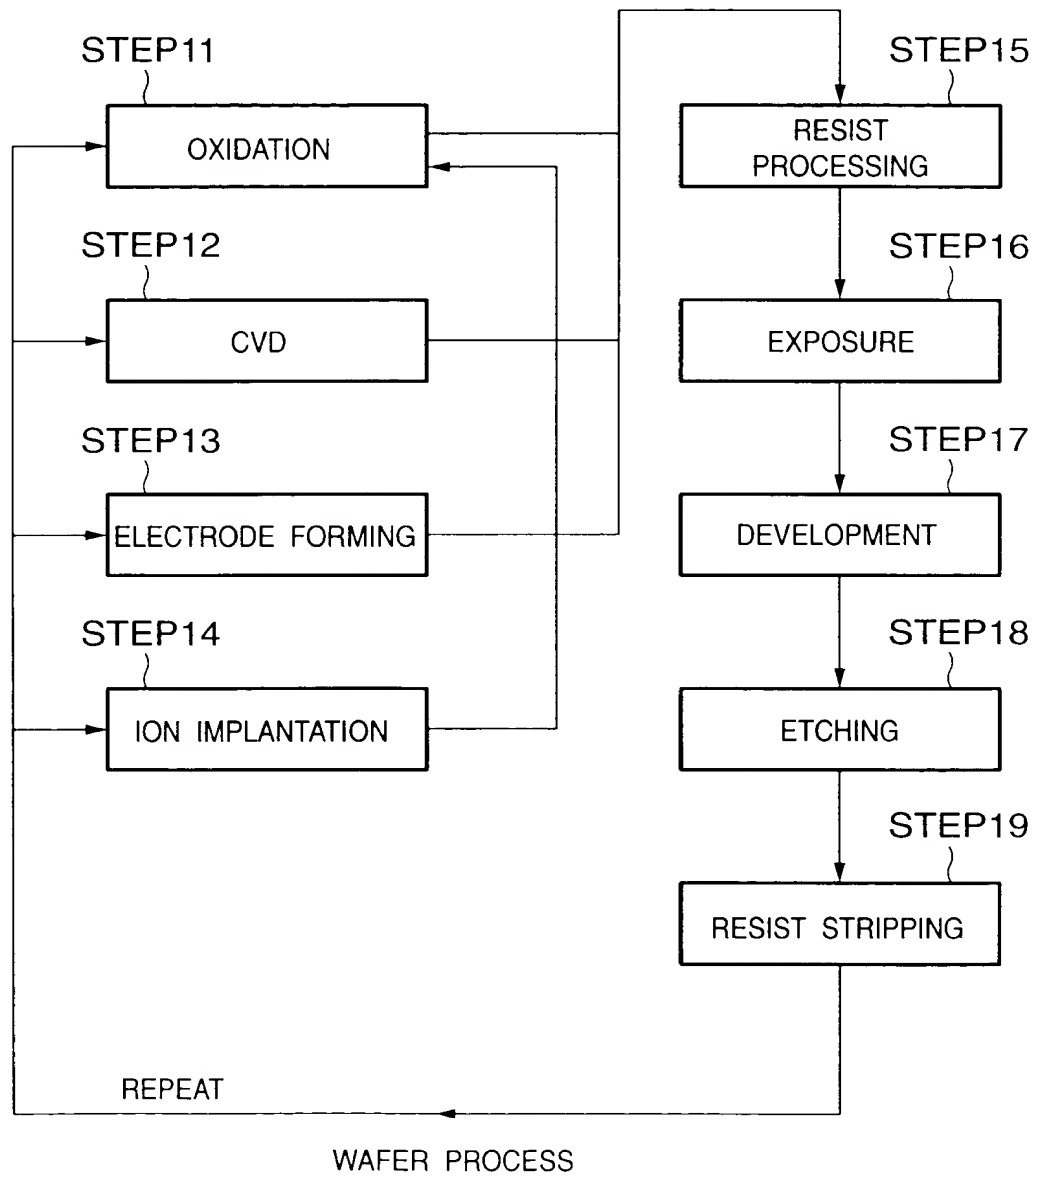 STEP11
OXIDATION
STEP12
CVD
STEP13
ELECTRODE FORMING
STEP14
ION IMPLANTATION
STEP15
RESIST
PROCESSING
STEP16
EXPOSURE
STEP17
DEVELOPMENT
STEP18
ETCHING
STEP19
RESIST STRIPPING
REPEAT
WAFER PROCESS